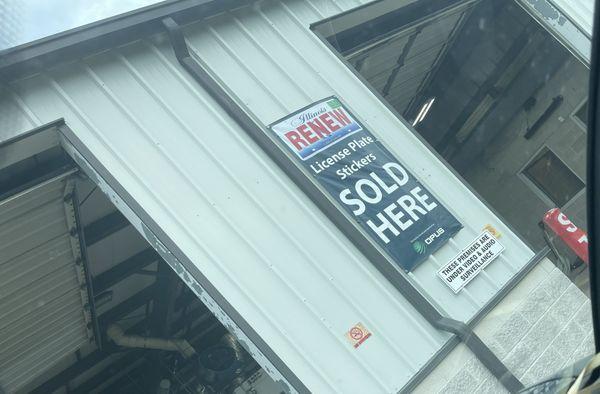 Illinois
RENEW
License Plate
Stickers
SOLD
HERE
OPUS
THESE PREMISES ARE
UNDER VIDEO & AUDIO
SURVEILLANCE
S